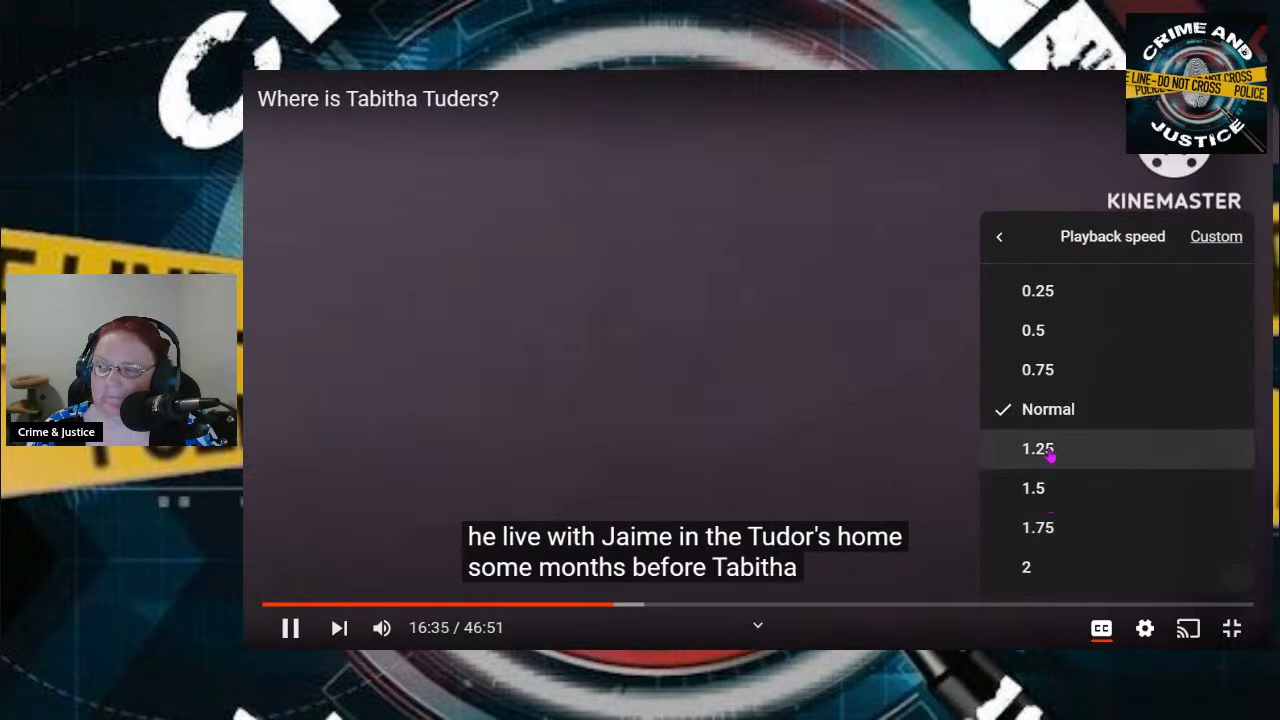 CRIME AND
E LINE-DO NOT CROSS
NOT CROSS
POLICE
JUSTICE
Where is Tabitha Tuders?
KINEMASTER
Playback speed Custom
0.25
0.5
0.75
Normal
1.25
1.5
1.75
2
Crime & Justice
he live with Jaime in the Tudor's home
some months before Tabitha
16:35 / 46:51
CC